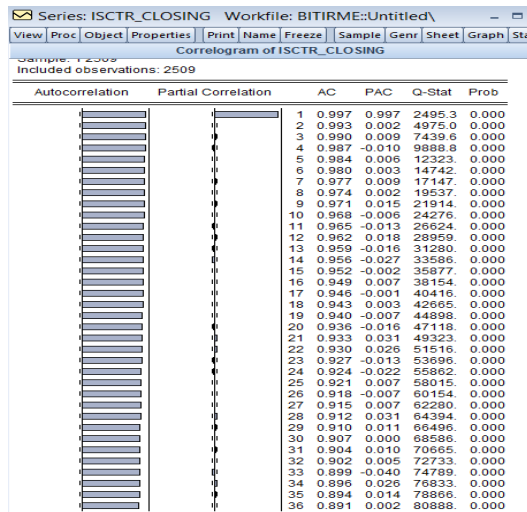 Series: ISCTR_CLOSING Workfile: BITIRME::Untitled\
View Proc Object Properties Print Name Freeze Sample Genr Sheet Graph Sta
Correlogram of ISCTR_CLOSING
Sample: 1 2509
Included observations: 2509
Autocorrelation Partial Correlation AC PAC Q-Stat Prob
1 0.997 0.997 2495.3 0.000
2 0.993 0.002 4975.0 0.000
3 0.990 0.009 7439.6 0.000
4 0.987 -0.010 9888.8 0.000
5 0.984 0.006 12323. 0.000
6 0.980 0.003 14742. 0.000
7 0.977 0.009 17147. 0.000
8 0.974 0.002 19537. 0.000
9 0.971 0.015 21914. 0.000
10 0.968 -0.006 24276. 0.000
11 0.965 -0.013 26624. 0.000
12 0.962 0.018 28959. 0.000
13 0.959 -0.016 31280. 0.000
14 0.956 -0.027 33586. 0.000
15 0.952 -0.002 35877. 0.000
16 0.949 0.007 38154. 0.000
17 0.946 -0.001 40416. 0.000
18 0.943 0.003 42665. 0.000
19 0.940 -0.007 44898. 0.000
20 0.936 -0.016 47118. 0.000
21 0.933 0.031 49323. 0.000
22 0.930 0.026 51516. 0.000
23 0.927 -0.013 53696. 0.000
24 0.924 -0.022 55862. 0.000
25 0.921 0.007 58015. 0.000
26 0.918 -0.007 60154. 0.000
27 0.915 0.007 62280. 0.000
28 0.912 0.031 64394. 0.000
29 0.910 0.011 66496. 0.000
30 0.907 0.000 68586. 0.000
31 0.904 0.010 70665. 0.000
32 0.902 0.005 72733. 0.000
33 0.899 -0.040 74789. 0.000
34 0.896 0.026 76833. 0.000
35 0.894 0.014 78866. 0.000
36 0.891 0.002 80888. 0.000